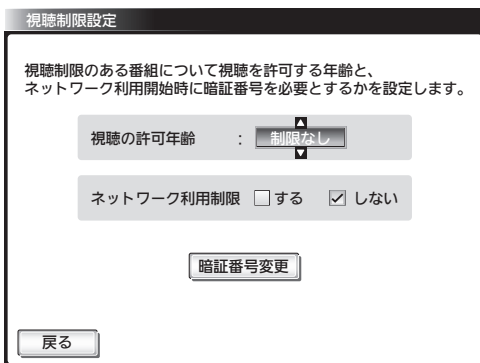 視聴制限設定
視聴制限のある番組について視聴を許可する年齢と、
ネットワーク利用開始時に暗証番号を必要とするかを設定します。
視聴の許可年齢 : 制限なし
ネットワーク利用制限 する しない
暗証番号変更
戻る